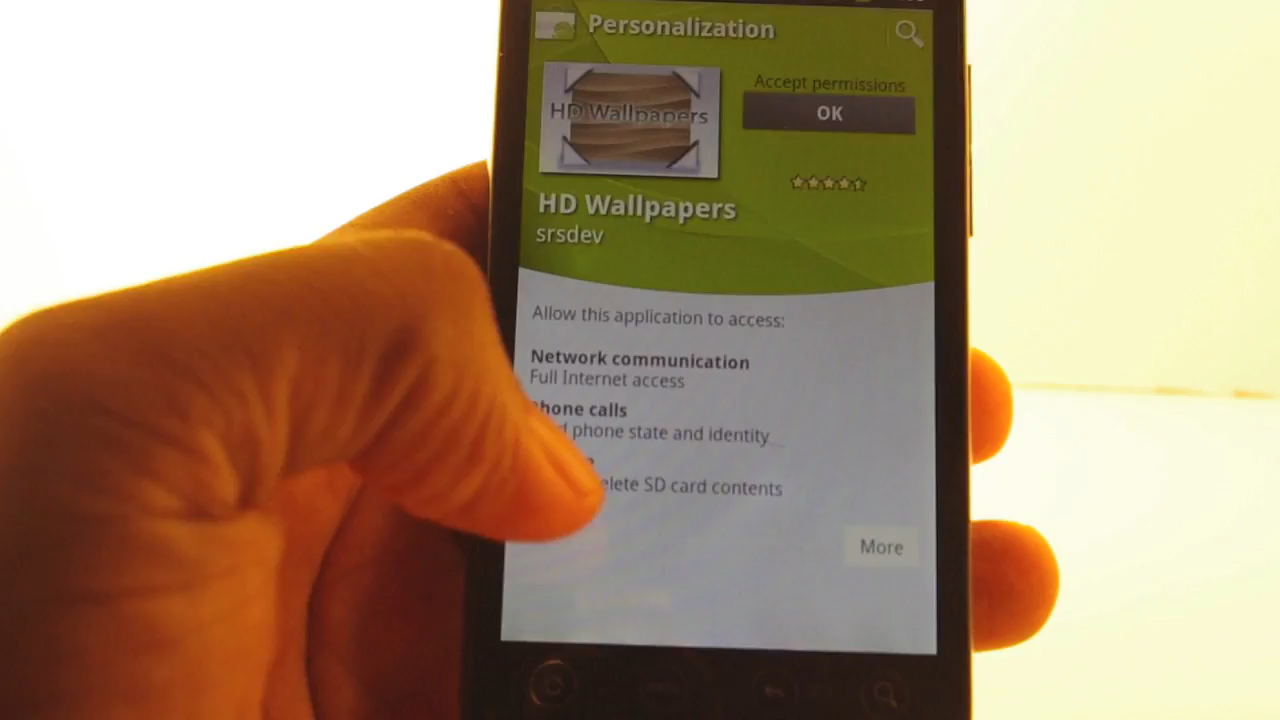 Personalization
HD Wallpapers
Accept permissions
OK
HD Wallpapers
srsdev
Allow this application to access:
Network communication
Full Internet access
hone calls
phone state and identity
elete SD card contents
More